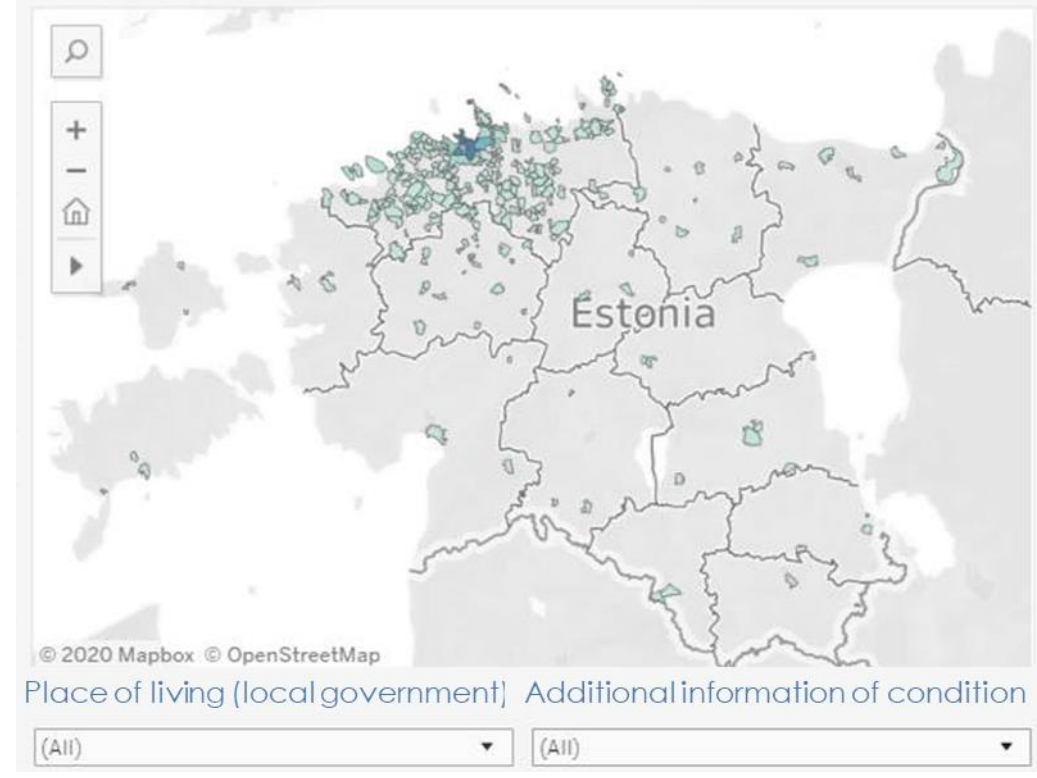 Estonia
© 2020 Mapbox © OpenStreetMap
Place of living (local government) Additional information of condition
(All) (All)